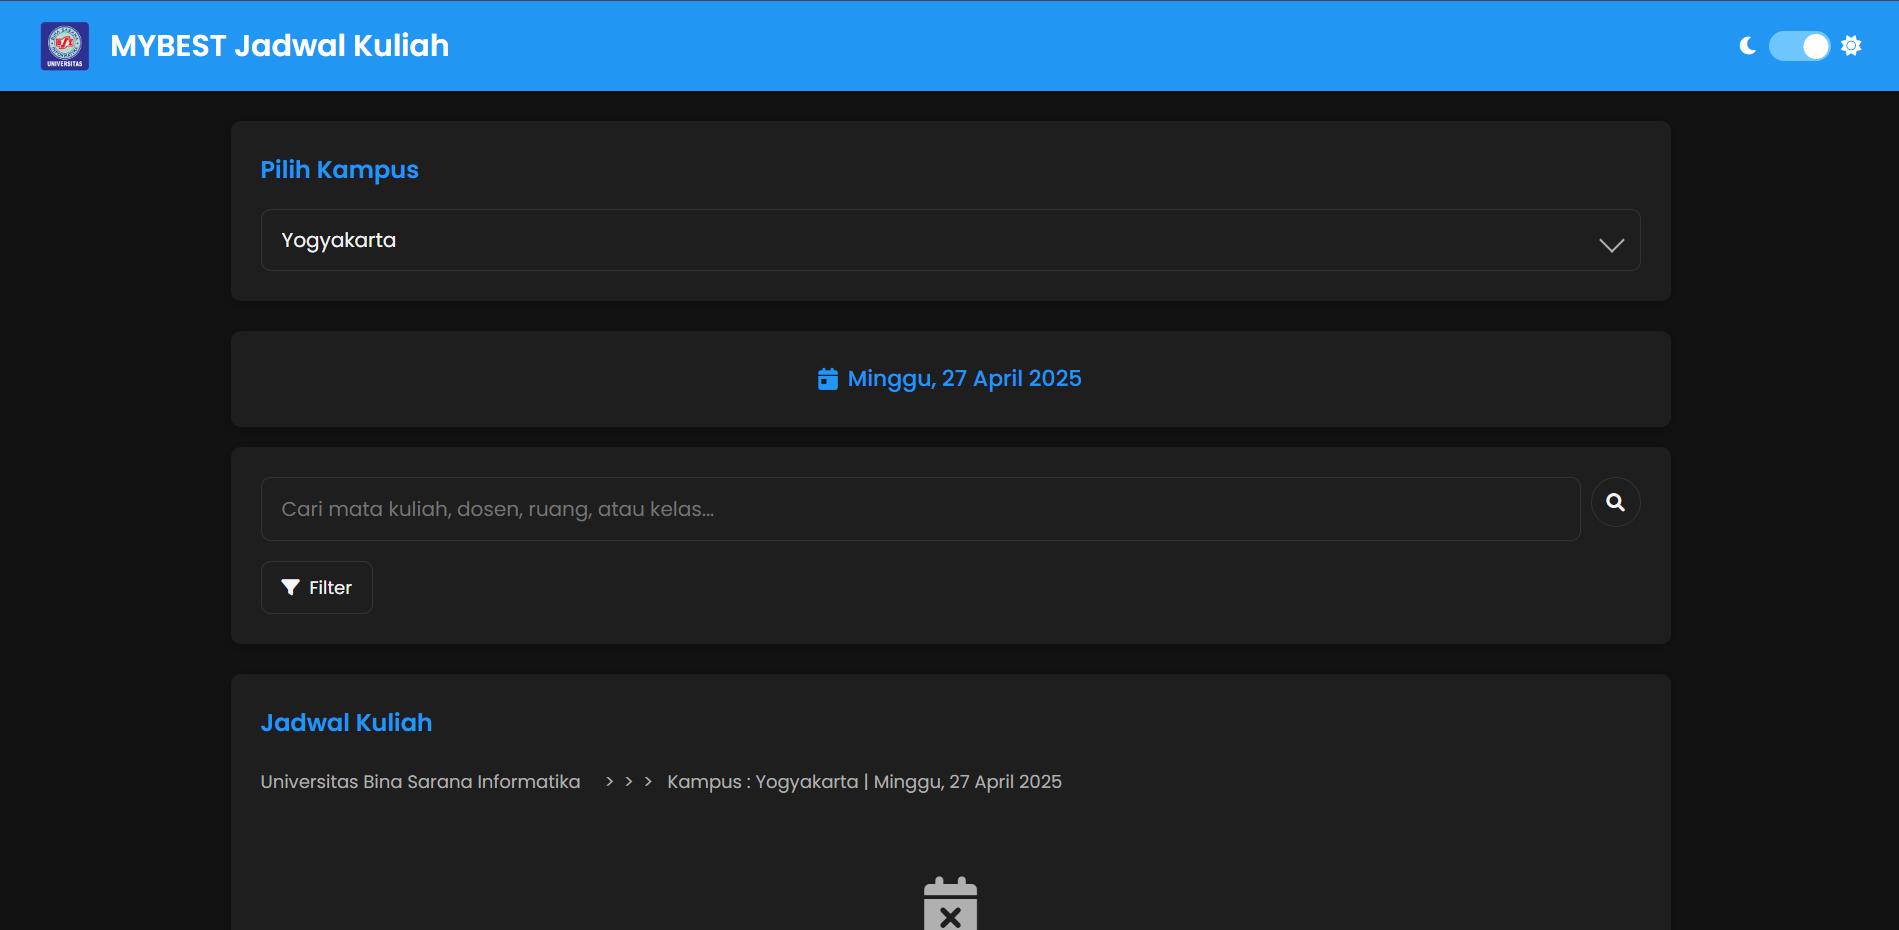 UNIVERSITAS
MYBEST Jadwal Kuliah
Pilih Kampus
Yogyakarta
Minggu, 27 April 2025
Cari mata kuliah, dosen, ruang, atau kelas...
Filter
Jadwal Kuliah
Universitas Bina Sarana Informatika > > > Kampus : Yogyakarta | Minggu, 27 April 2025